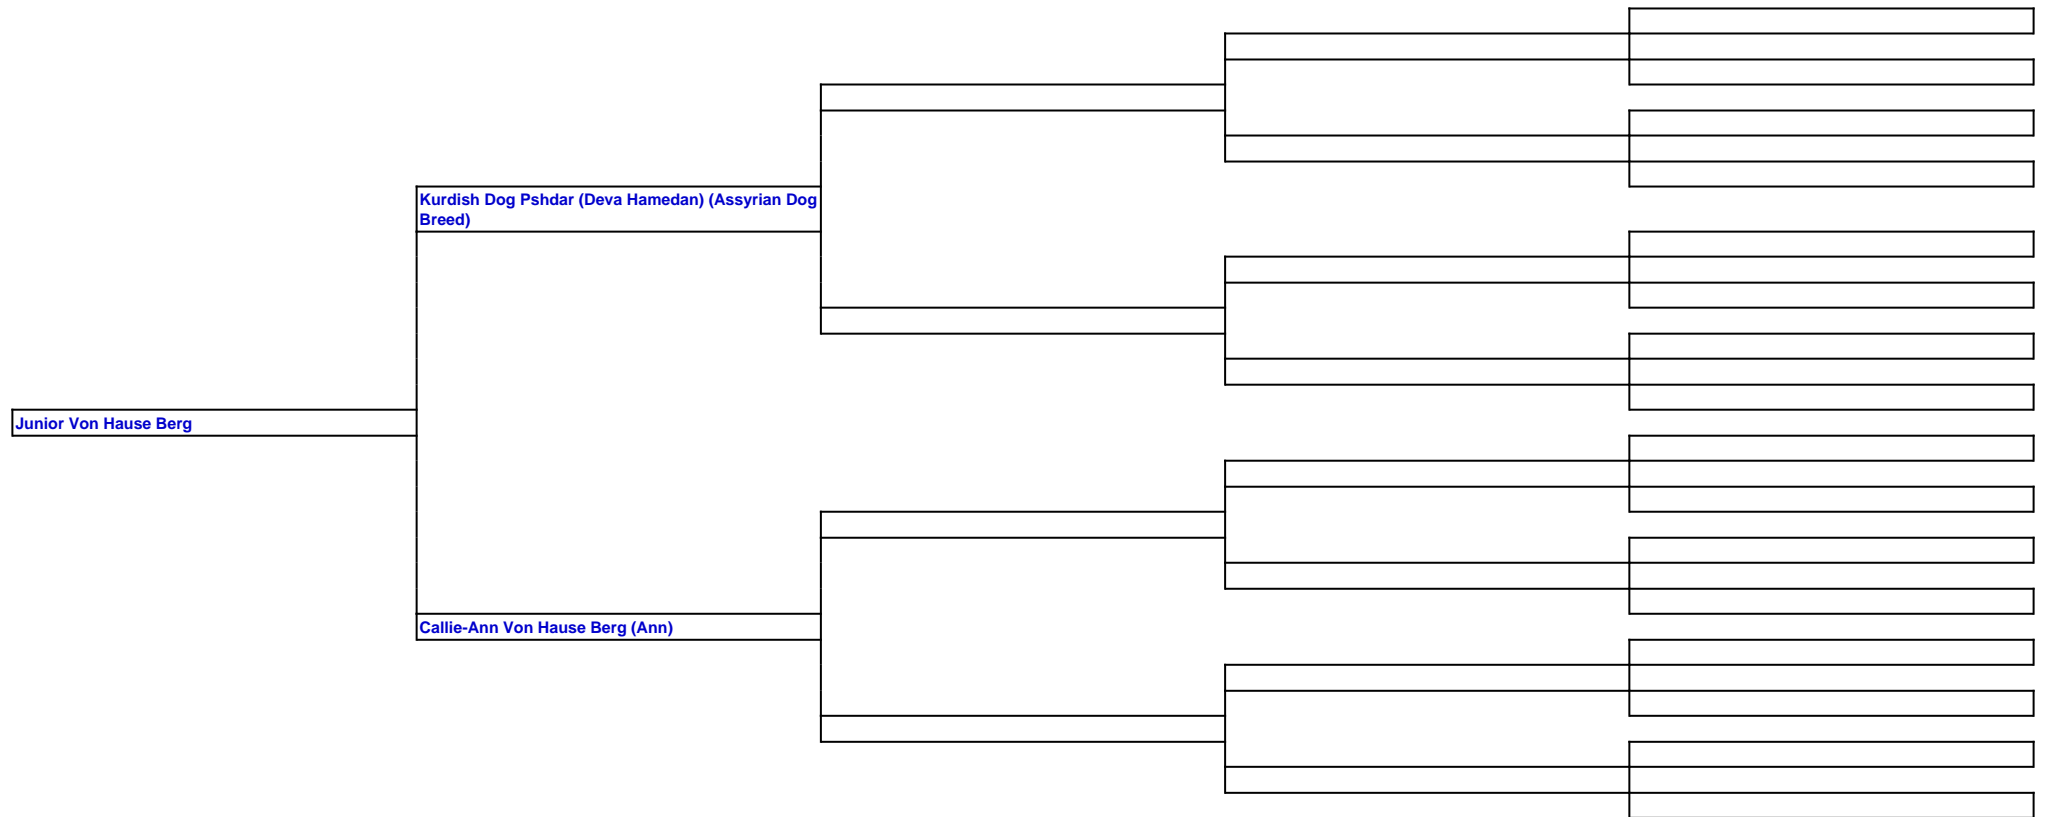 Kurdish Dog Pshdar (Deva Hamedan) (Assyrian Dog
Breed)
Junior Von Hause Berg
Callie-Ann Von Hause Berg (Ann)